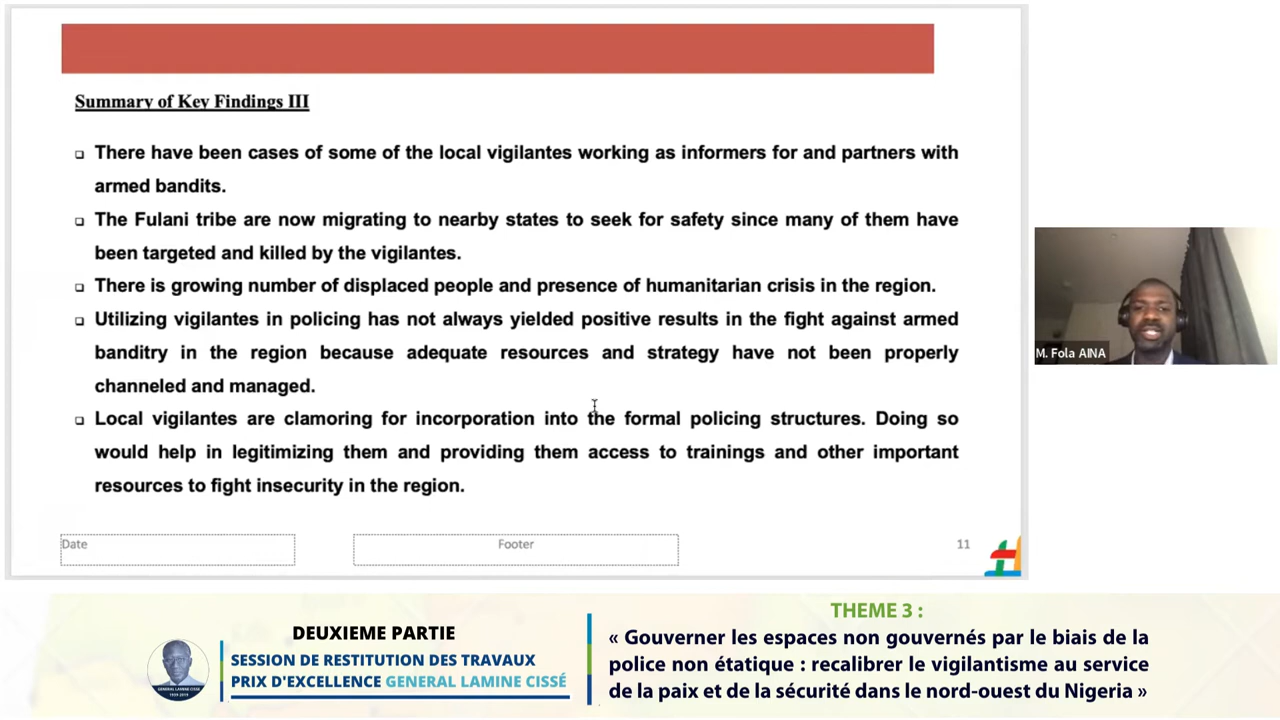 Summary of Key Findings III
There have been cases of some of the local vigilantes working as informers for and partners with
armed bandits.
The Fulani tribe are now migrating to nearby states to seek for safety since many of them have
been targeted and killed by the vigilantes.
There is growing number of displaced people and presence of humanitarian crisis in the region.
Utilizing vigilantes in policing has not always yielded positive results in the fight against armed
banditry in the region because adequate resources and strategy have not been properly
channeled and managed.
Local vigilantes are clamoring for incorporation into the formal policing structures. Doing so
would help in legitimizing them and providing them access to trainings and other important
resources to fight insecurity in the region.
Date
Footer
11
M. Fola AINA
DEUXIEME PARTIE
SESSION DE RESTITUTION DES TRAVAUX
PRIX D'EXCELLENCE GENERAL LAMINE CISSÉ
GENERAL LAMINE CISSÉ
1939-2019
THEME 3 :
« Gouverner les espaces non gouvernés par le biais de la
police non étatique : recalibrer le vigilantisme au service
de la paix et de la sécurité dans le nord-ouest du Nigeria »